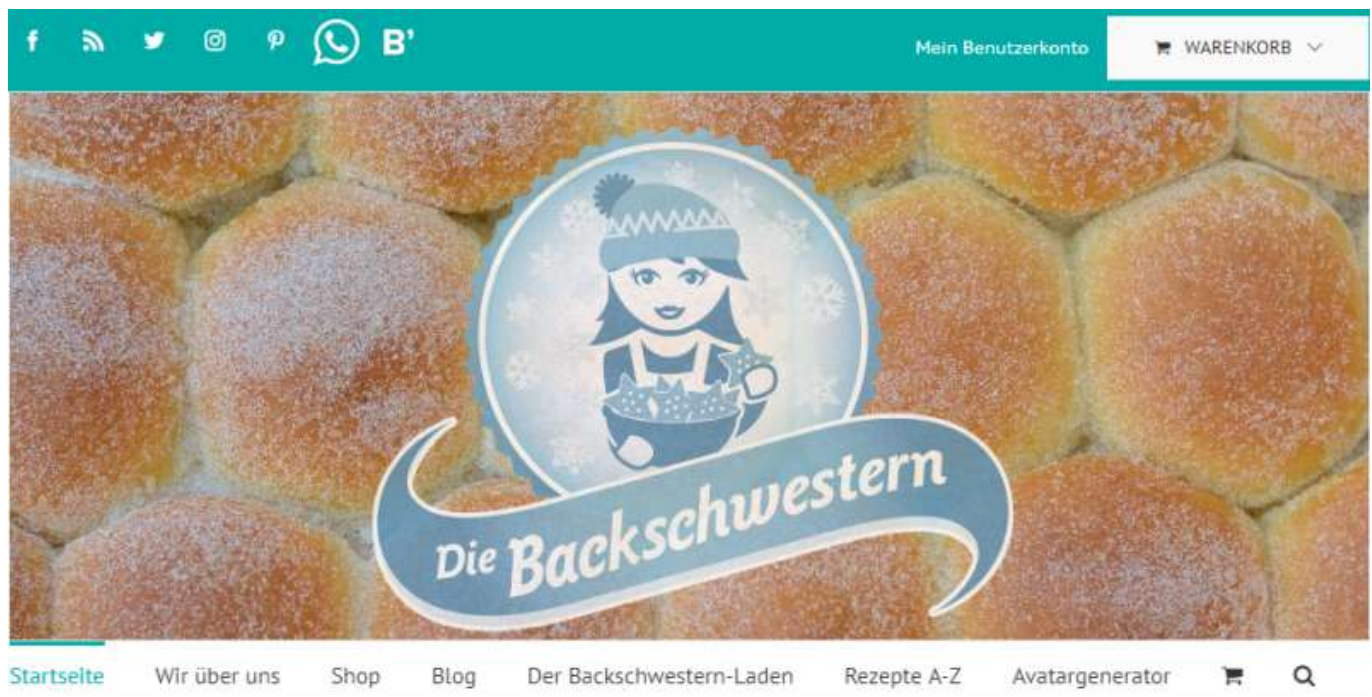 B’ Mein Benutzerkonto WARENKORB
Die Backschwestern
Startseite Wir über uns Shop Blog Der Backschwestern-Laden Rezepte A-Z Avatargenerator